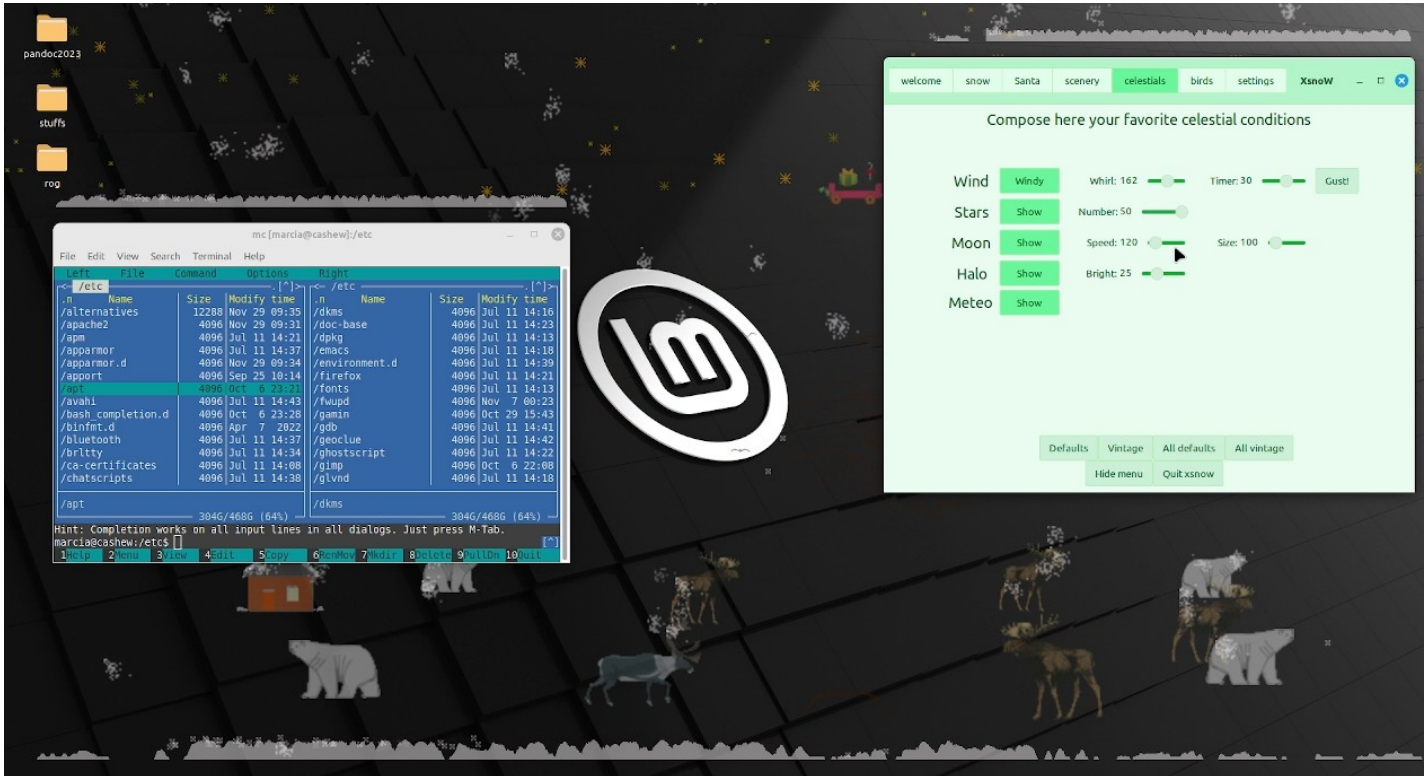 pandoc2023
stuffs
rog
mc [marcia@cashew]:/etc
File Edit View Search Terminal Help
Left File Command Options Right
<- /etc .[^]> <- /etc .[^]>
.n Name Size Modify time .n Name Size Modify time
/alternatives 12288 Nov 29 09:35 /dkms 4096 Jul 11 14:16
/apache2 4096 Nov 29 09:31 /doc-base 4096 Jul 11 14:23
/apm 4096 Jul 11 14:21 /dpkg 4096 Jul 11 14:13
/apparmor 4096 Jul 11 14:37 /emacs 4096 Jul 11 14:18
/apparmor.d 4096 Nov 29 09:34 /environment.d 4096 Jul 11 14:39
/apport 4096 Sep 25 10:14 /firefox 4096 Jul 11 14:21
/apt 4096 Oct 6 23:21 /fonts 4096 Jul 11 14:13
/avahi 4096 Jul 11 14:43 /fwupd 4096 Nov 7 00:23
/bash_completion.d 4096 Oct 6 23:28 /gamin 4096 Oct 29 15:43
/binfmt.d 4096 Apr 7 2022 /gdb 4096 Jul 11 14:41
/bluetooth 4096 Jul 11 14:37 /geoclue 4096 Jul 11 14:42
/brltty 4096 Jul 11 14:34 /ghostscript 4096 Jul 11 14:22
/ca-certificates 4096 Jul 11 14:08 /gimp 4096 Oct 6 22:08
/chatscripts 4096 Jul 11 14:38 /glvnd 4096 Jul 11 14:18
/apt /dkms
304G/468G (64%) 304G/468G (64%)
Hint: Completion works on all input lines in all dialogs. Just press M-Tab.
marcia@cashew:/etc$ [^]
1Help 2Menu 3View 4Edit 5Copy 6RenMov 7Mkdir 8Delete 9PullDn 10Quit
lm
welcome snow Santa scenery celestials birds settings XsnoW
Compose here your favorite celestial conditions
Wind Windy Whirl: 162 Timer: 30 Gust!
Stars Show Number: 50
Moon Show Speed: 120 Size: 100
Halo Show Bright: 25
Meteo Show
Defaults Vintage All defaults All vintage
Hide menu Quit xsnow